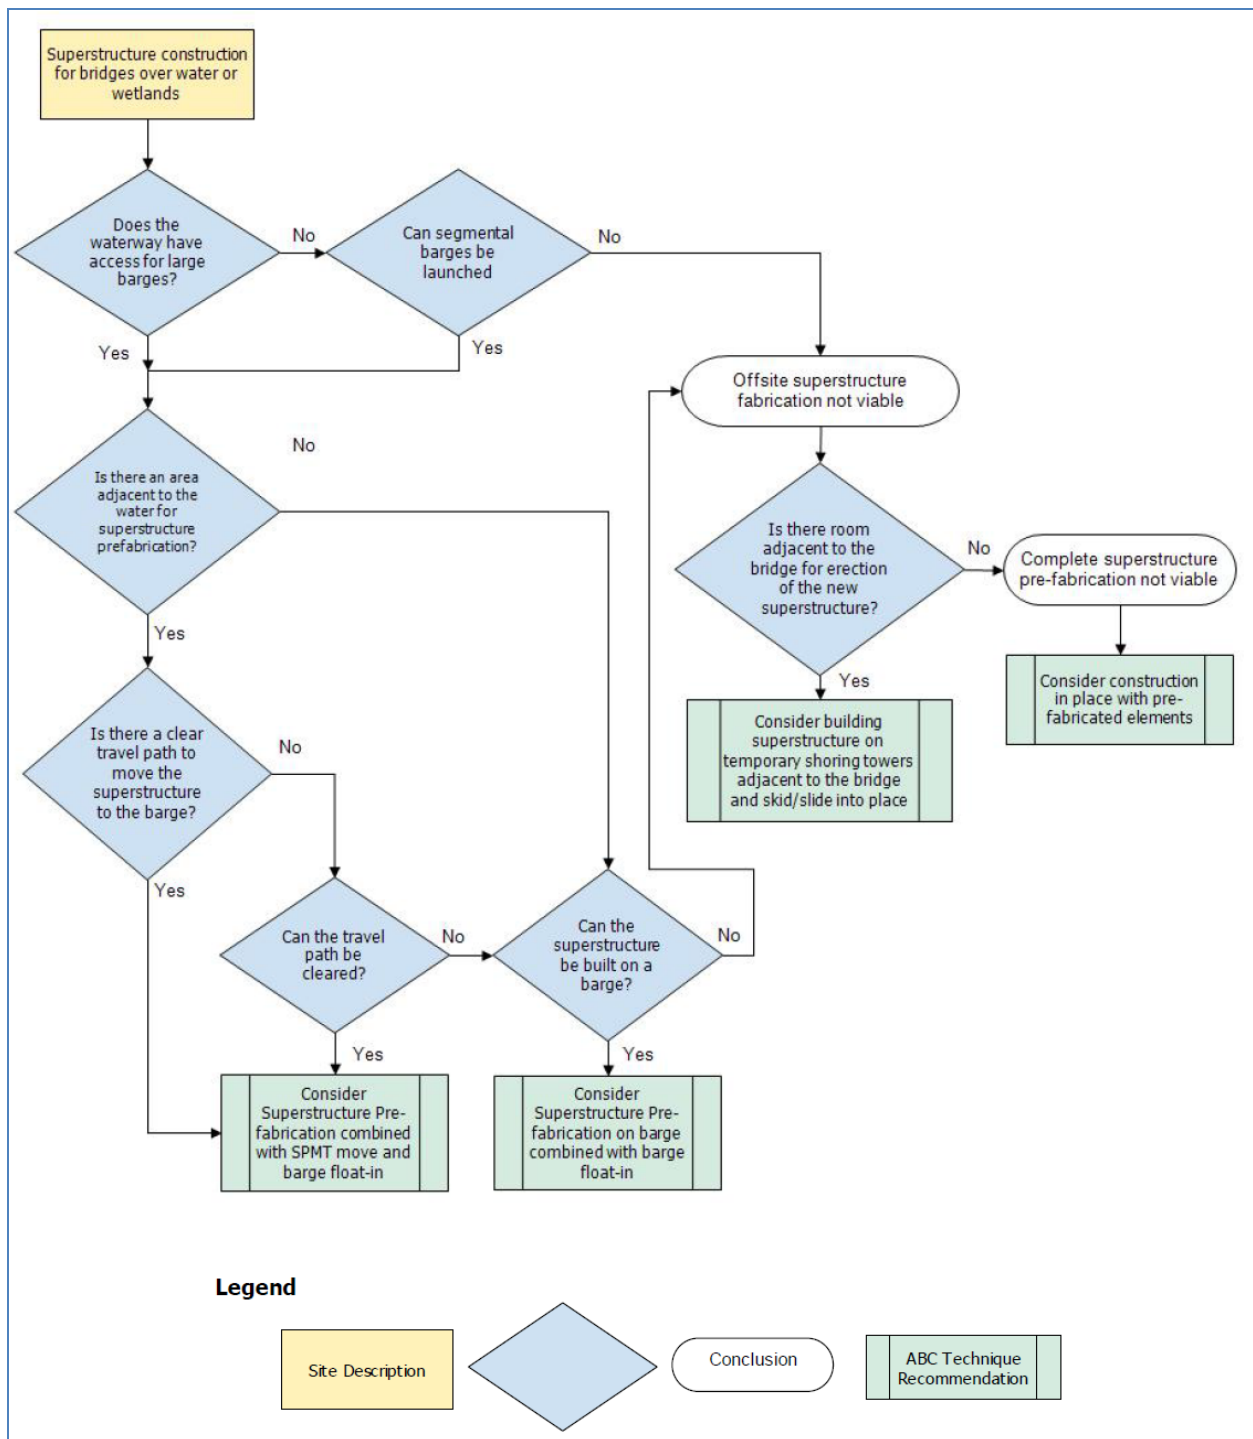 Superstructure construction
for bridges over water or
wetlands
Does the
waterway have
access for large
barges?
No
Can segmental
barges be
launched
No
Yes
Yes
Offsite superstructure
fabrication not viable
Is there an area
adjacent to the
water for
superstructure
prefabrication?
No
Is there room
adjacent to the
bridge for erection
of the new
superstructure?
No
Complete superstructure
pre-fabrication not viable
Yes
Yes
Consider construction
in place with pre-
fabricated elements
Consider building
superstructure on
temporary shoring towers
adjacent to the bridge
and skid/slide into place
Is there a clear
travel path to
move the
superstructure
to the barge?
No
Yes
Can the travel
path be
cleared?
No
Can the
superstructure
be built on a
barge?
No
Yes
Yes
Consider
Superstructure Pre-
fabrication combined
with SPMT move and
barge float-in
Consider
Superstructure Pre-
fabrication on barge
combined with barge
float-in
Legend
Site Description
Conclusion
ABC Technique
Recommendation